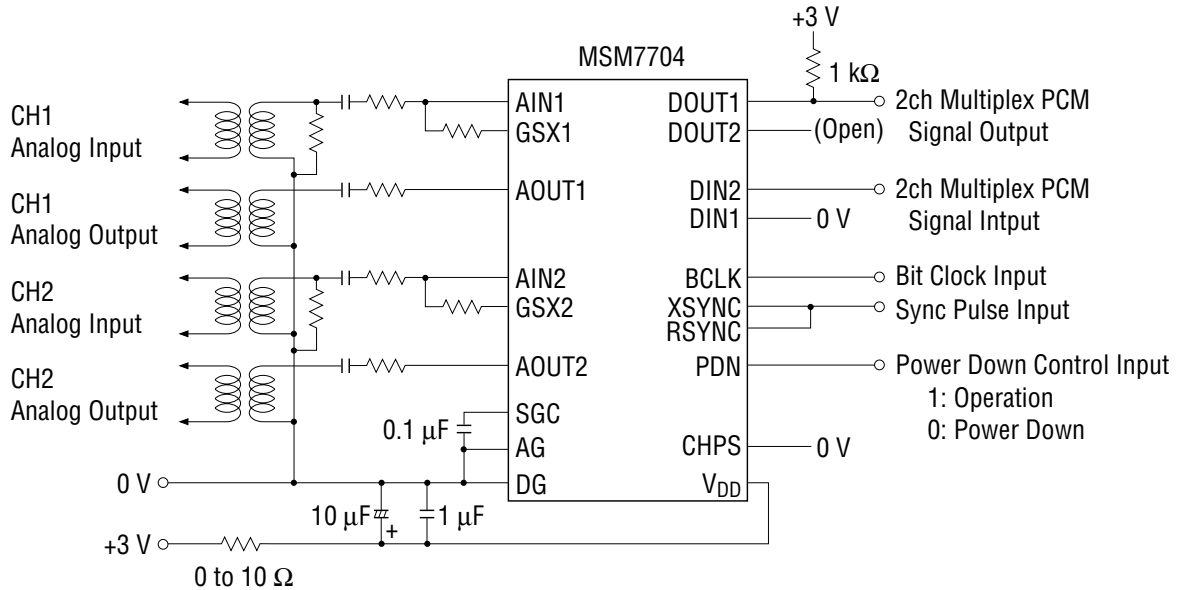 +3 V
MSM7704
1 kΩ
CH1
Analog Input
AIN1
GSX1
DOUT1
DOUT2
2ch Multiplex PCM
Signal Output
(Open)
CH1
Analog Output
AOUT1
DIN2
DIN1
2ch Multiplex PCM
Signal Intput
0 V
CH2
Analog Input
AIN2
GSX2
BCLK
XSYNC
RSYNC
Bit Clock Input
Sync Pulse Input
CH2
Analog Output
AOUT2
PDN
Power Down Control Input
1: Operation
0: Power Down
0.1 μF
SGC
AG
CHPS
0 V
0 V
DG
VDD
10 μF
+
1 μF
+3 V
0 to 10 Ω